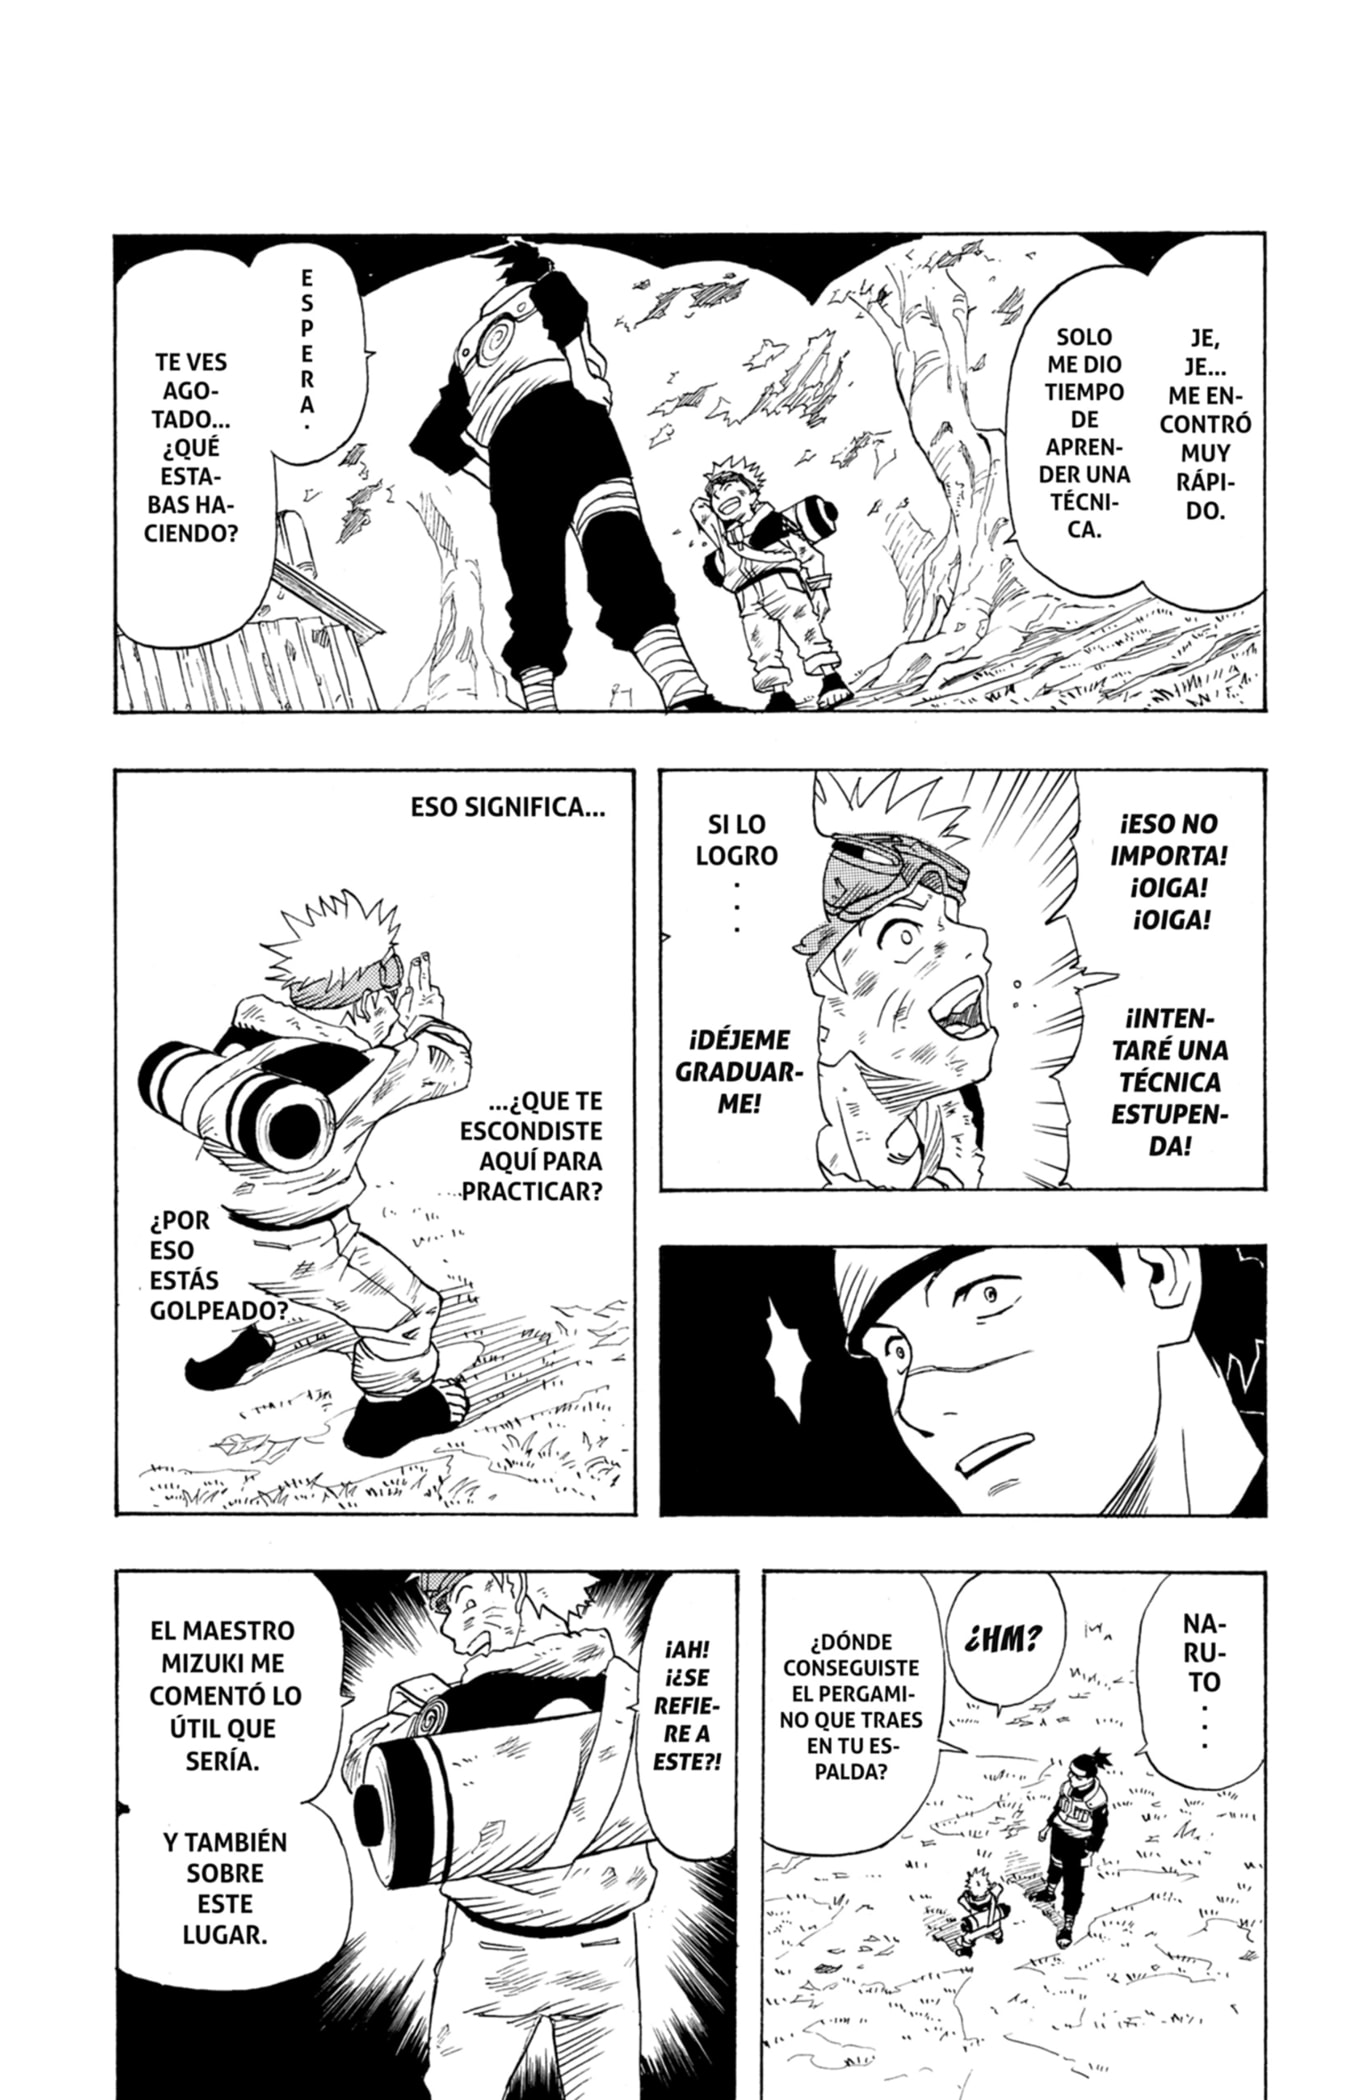 JE,
JE...
ME EN-
CONTRÓ
MUY
RÁPI-
DO.
SOLO
ME DIO
TIEMPO
DE
APREN-
DER UNA
TÉCNI-
CA.
E
S
P
E
R
A
.
TE VES
AGO-
TADO...
¿QUÉ
ESTA-
BAS HA-
CIENDO?
¡ESO NO
IMPORTA!
¡OIGA!
¡OIGA!
¡INTEN-
TARÉ UNA
TÉCNICA
ESTUPEN-
DA!
SI LO
LOGRO
.
.
.
¡DÉJEME
GRADUAR-
ME!
ESO SIGNIFICA...
...¿QUE TE
ESCONDISTE
AQUÍ PARA
PRACTICAR?
¿POR
ESO
ESTÁS
GOLPEADO?
NA-
RU-
TO
.
.
.
¿HM?
¿DÓNDE
CONSEGUISTE
EL PERGAMI-
NO QUE TRAES
EN TU ES-
PALDA?
¡AH!
¡¿SE
REFIE-
RE A
ESTE?!
EL MAESTRO
MIZUKI ME
COMENTÓ LO
ÚTIL QUE
SERÍA.
Y TAMBIÉN
SOBRE
ESTE
LUGAR.